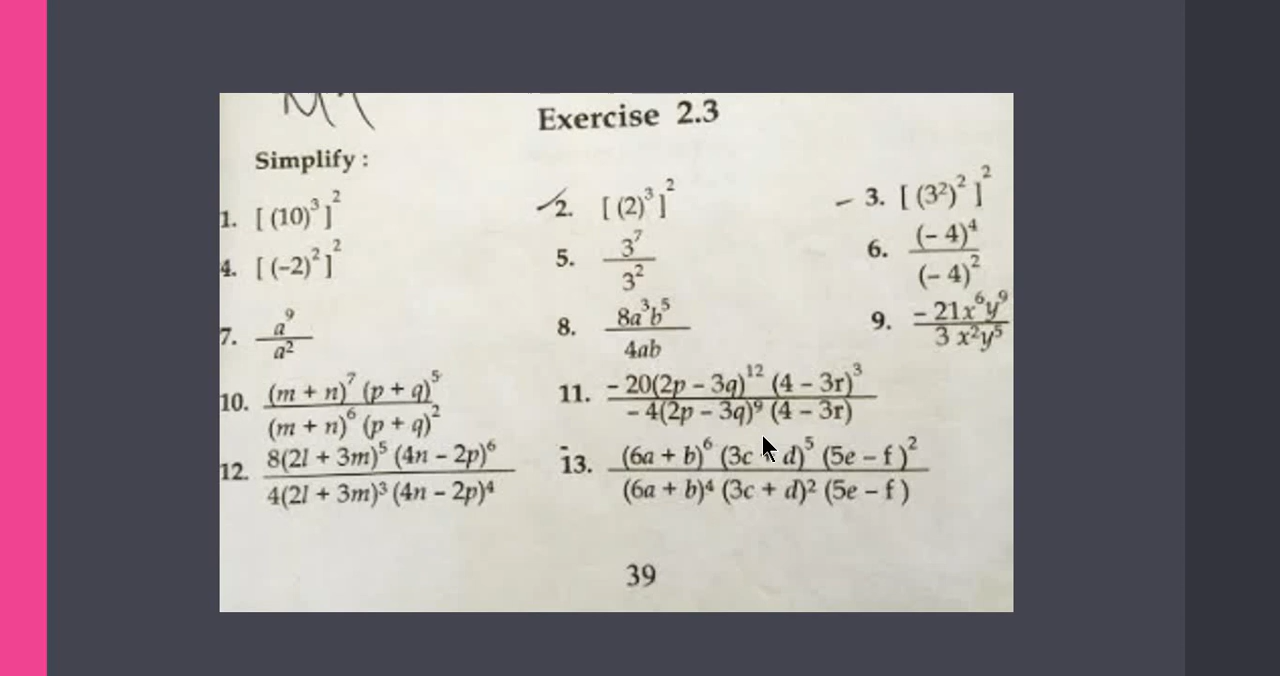 Exercise 2.3
Simplify :
1. [ (10)³ ]² 2. [ (2)³ ]² 3. [ (3²)² ]²
4. [ (–2)² ]² 5. 3⁷ / 3² 6. (– 4)⁴ / (– 4)²
7. a⁹ / a² 8. 8a³b⁵ / 4ab 9. – 21x⁶y⁹ / 3 x²y⁵
10. (m + n)⁷ (p + q)⁵ / (m + n)⁶ (p + q)² 11. – 20(2p – 3q)¹² (4 – 3r)³ / – 4(2p – 3q)⁹ (4 – 3r)
12. 8(2l + 3m)⁵ (4n – 2p)⁶ / 4(2l + 3m)³ (4n – 2p)⁴ 13. (6a + b)⁶ (3c d)⁵ (5e – f )² / (6a + b)⁴ (3c + d)² (5e – f )
39